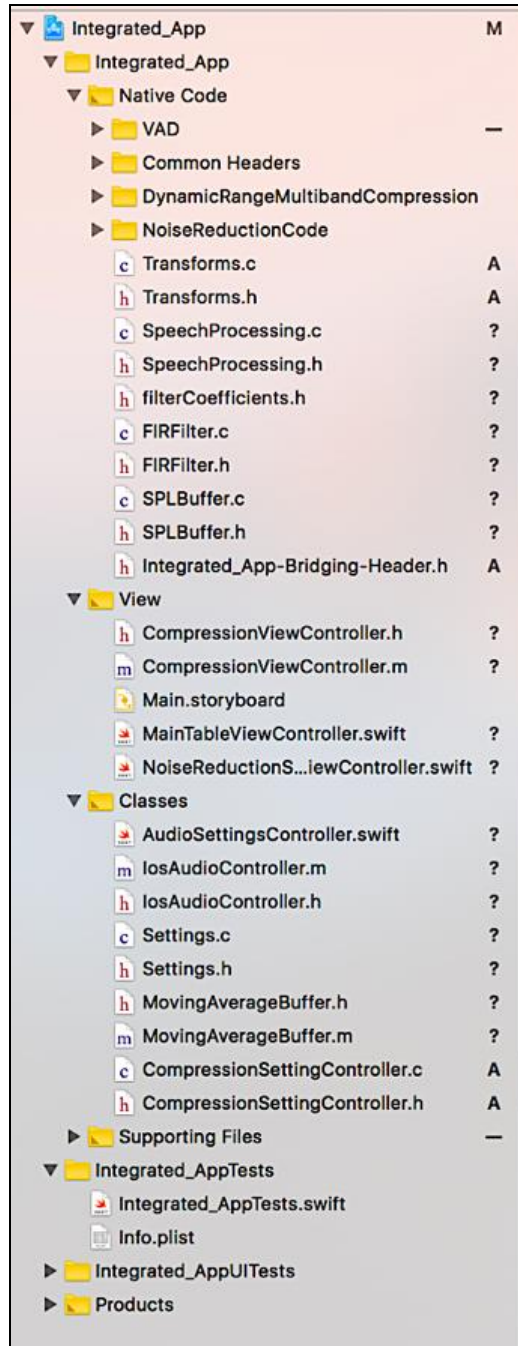 Integrated_App M
Integrated_App
Native Code
VAD —
Common Headers
DynamicRangeMultibandCompression
NoiseReductionCode
c Transforms.c A
h Transforms.h A
c SpeechProcessing.c ?
h SpeechProcessing.h ?
h filterCoefficients.h ?
c FIRFilter.c ?
h FIRFilter.h ?
c SPLBuffer.c ?
h SPLBuffer.h ?
h Integrated_App-Bridging-Header.h A
View
h CompressionViewController.h ?
m CompressionViewController.m ?
Main.storyboard
MainTableViewController.swift ?
NoiseReductionS...iewController.swift ?
Classes
AudioSettingsController.swift ?
m IosAudioController.m ?
h IosAudioController.h ?
c Settings.c ?
h Settings.h ?
h MovingAverageBuffer.h ?
m MovingAverageBuffer.m ?
c CompressionSettingController.c A
h CompressionSettingController.h A
Supporting Files —
Integrated_AppTests
Integrated_AppTests.swift
Info.plist
Integrated_AppUITests
Products